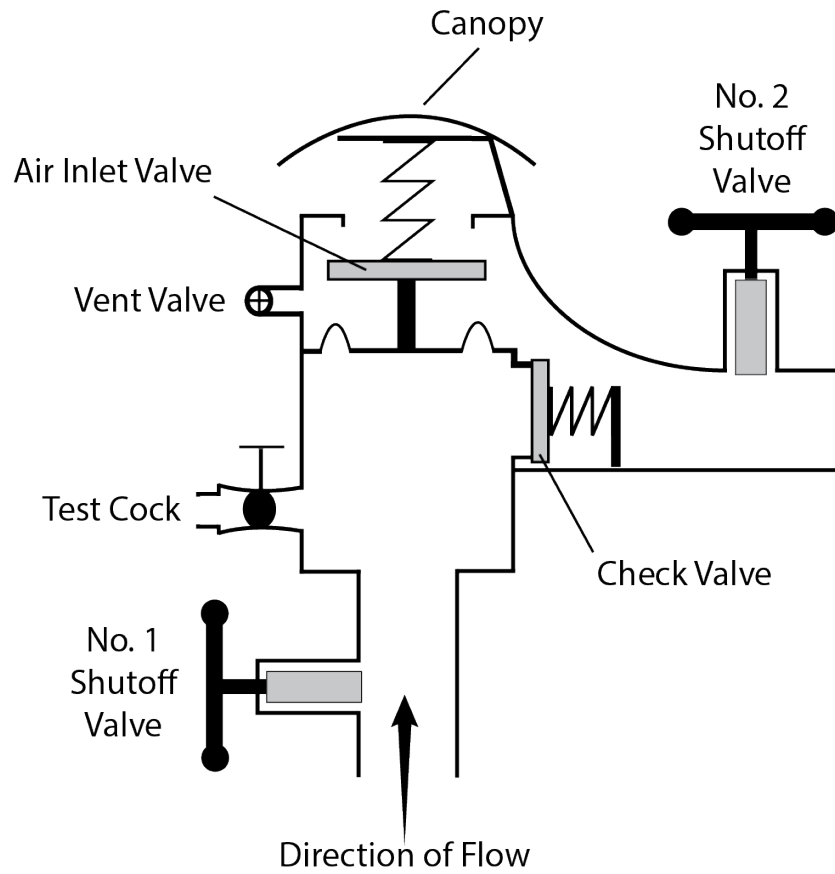 Canopy
No. 2
Shutoff
Valve
Air Inlet Valve
Vent Valve
Test Cock
Check Valve
No. 1
Shutoff
Valve
Direction of Flow